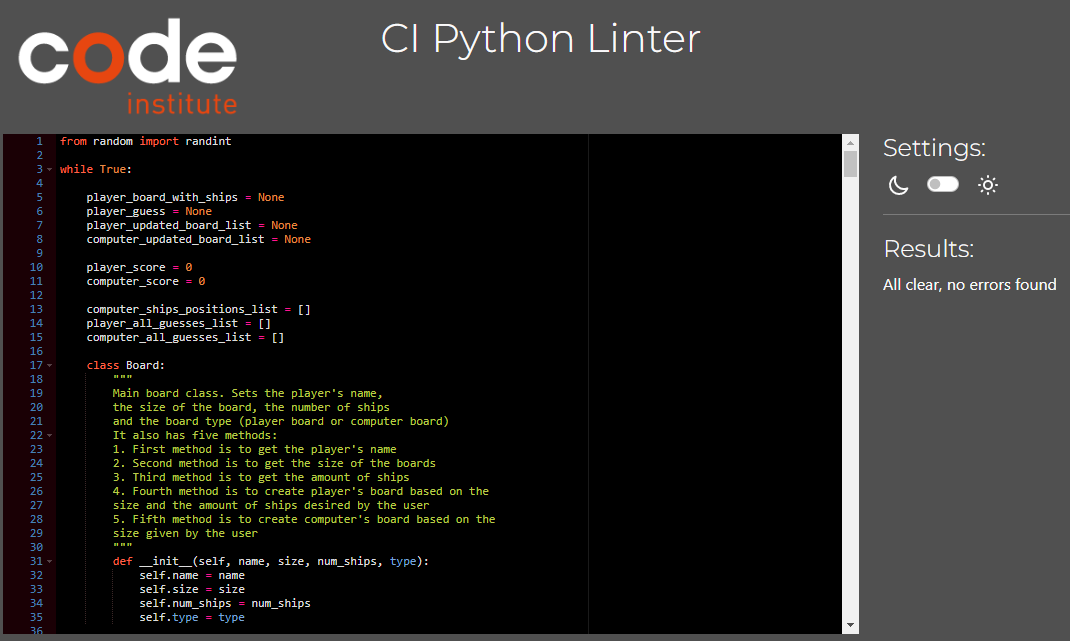 code
institute
CI Python Linter
1 from random import randint
2
3 while True:
4
5     player_board_with_ships = None
6     player_guess = None
7     player_updated_board_list = None
8     computer_updated_board_list = None
9
10     player_score = 0
11     computer_score = 0
12
13     computer_ships_positions_list = []
14     player_all_guesses_list = []
15     computer_all_guesses_list = []
16
17     class Board:
18         """
19         Main board class. Sets the player's name,
20         the size of the board, the number of ships
21         and the board type (player board or computer board)
22         It also has five methods:
23         1. First method is to get the player's name
24         2. Second method is to get the size of the boards
25         3. Third method is to get the amount of ships
26         4. Fourth method is to create player's board based on the
27         size and the amount of ships desired by the user
28         5. Fifth method is to create computer's board based on the
29         size given by the user
30         """
31         def __init__(self, name, size, num_ships, type):
32             self.name = name
33             self.size = size
34             self.num_ships = num_ships
35             self.type = type
36
Settings:
Results:
All clear, no errors found